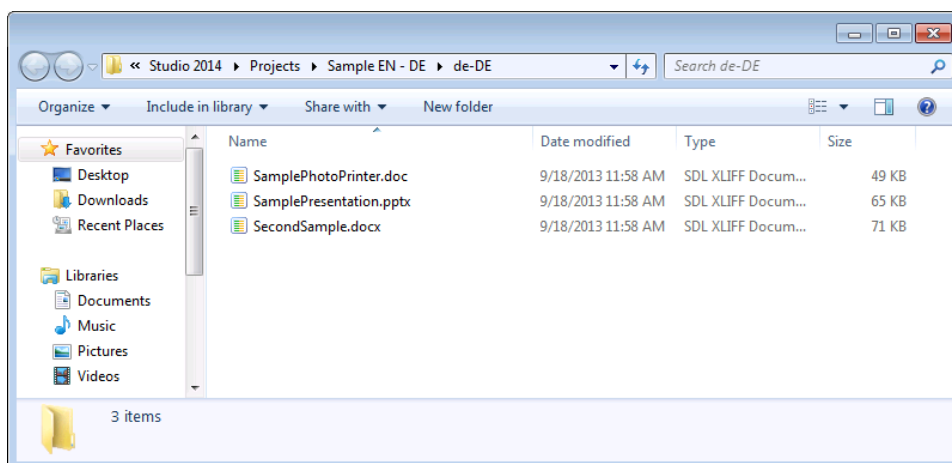 « Studio 2014 ▸ Projects ▸ Sample EN - DE ▸ de-DE
Search de-DE
Organize
Include in library
Share with
New folder
Favorites
Desktop
Downloads
Recent Places
Libraries
Documents
Music
Pictures
Videos
Name Date modified Type Size
SamplePhotoPrinter.doc 9/18/2013 11:58 AM SDL XLIFF Docum... 49 KB
SamplePresentation.pptx 9/18/2013 11:58 AM SDL XLIFF Docum... 65 KB
SecondSample.docx 9/18/2013 11:58 AM SDL XLIFF Docum... 71 KB
3 items